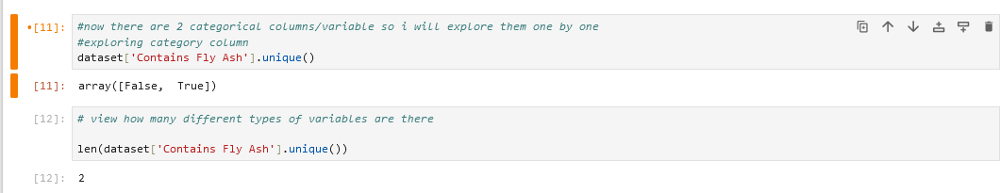 [11]: #now there are 2 categorical columns/variable so i will explore them one by one
#exploring category column
dataset['Contains Fly Ash'].unique()
[11]: array([False,  True])
[12]: # view how many different types of variables are there
len(dataset['Contains Fly Ash'].unique())
[12]: 2